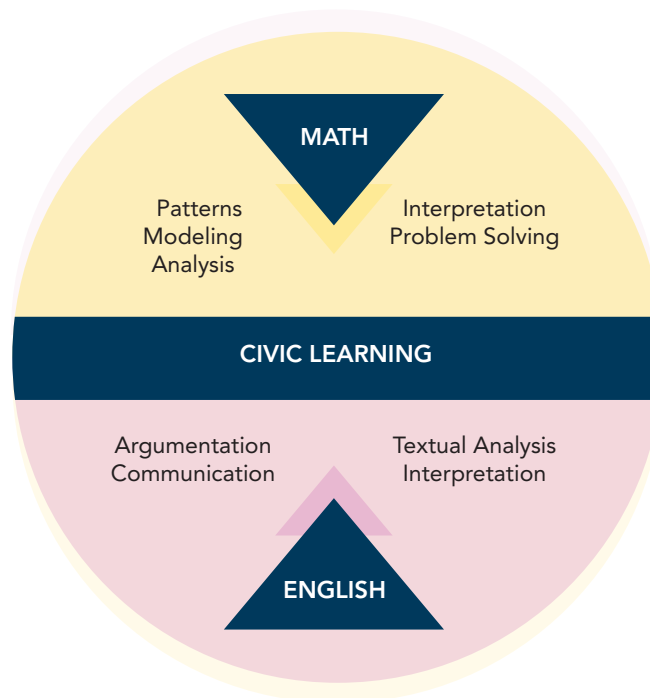 MATH
Patterns
Modeling
Analysis
Interpretation
Problem Solving
CIVIC LEARNING
Argumentation
Communication
Textual Analysis
Interpretation
ENGLISH